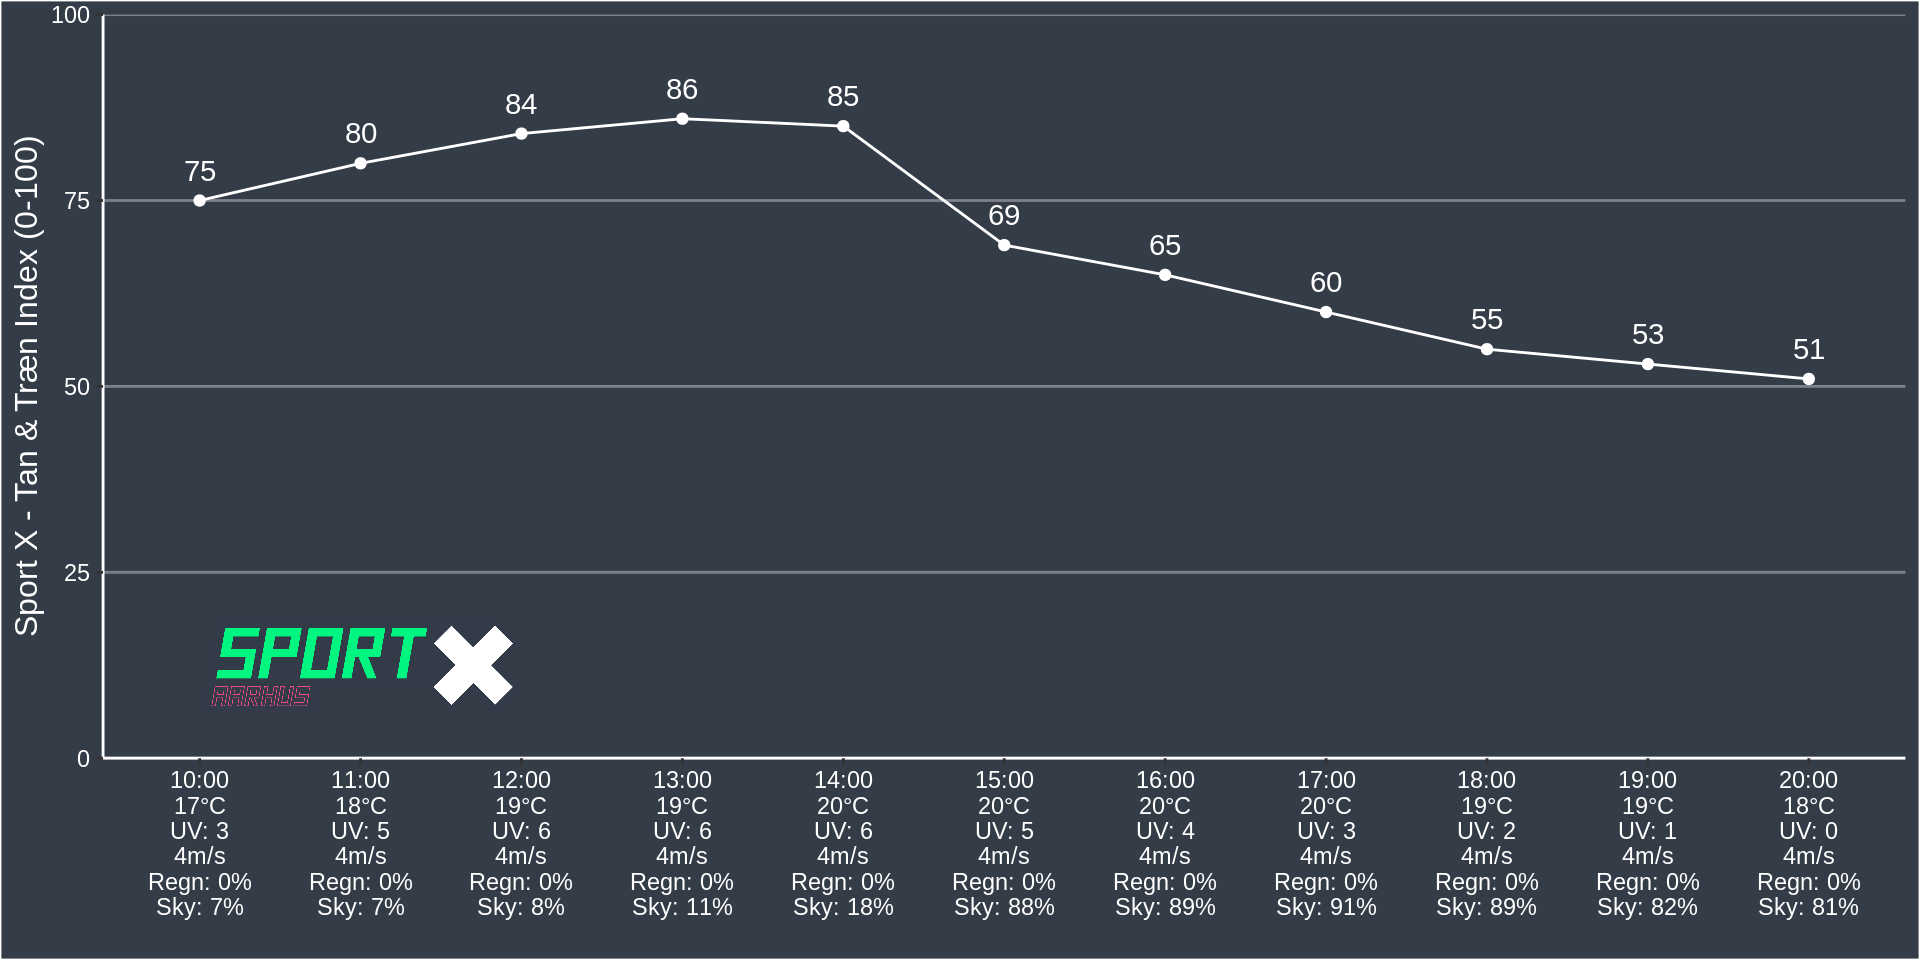 Sport X - Tan & Træn Index (0-100)
100
75
50
25
0
75
80
84
86
85
69
65
60
55
53
51
SPORT X
AARHUS
10:00 11:00 12:00 13:00 14:00 15:00 16:00 17:00 18:00 19:00 20:00
17°C 18°C 19°C 19°C 20°C 20°C 20°C 20°C 19°C 19°C 18°C
UV: 3 UV: 5 UV: 6 UV: 6 UV: 6 UV: 5 UV: 4 UV: 3 UV: 2 UV: 1 UV: 0
4m/s 4m/s 4m/s 4m/s 4m/s 4m/s 4m/s 4m/s 4m/s 4m/s 4m/s
Regn: 0% Regn: 0% Regn: 0% Regn: 0% Regn: 0% Regn: 0% Regn: 0% Regn: 0% Regn: 0% Regn: 0% Regn: 0%
Sky: 7% Sky: 7% Sky: 8% Sky: 11% Sky: 18% Sky: 88% Sky: 89% Sky: 91% Sky: 89% Sky: 82% Sky: 81%